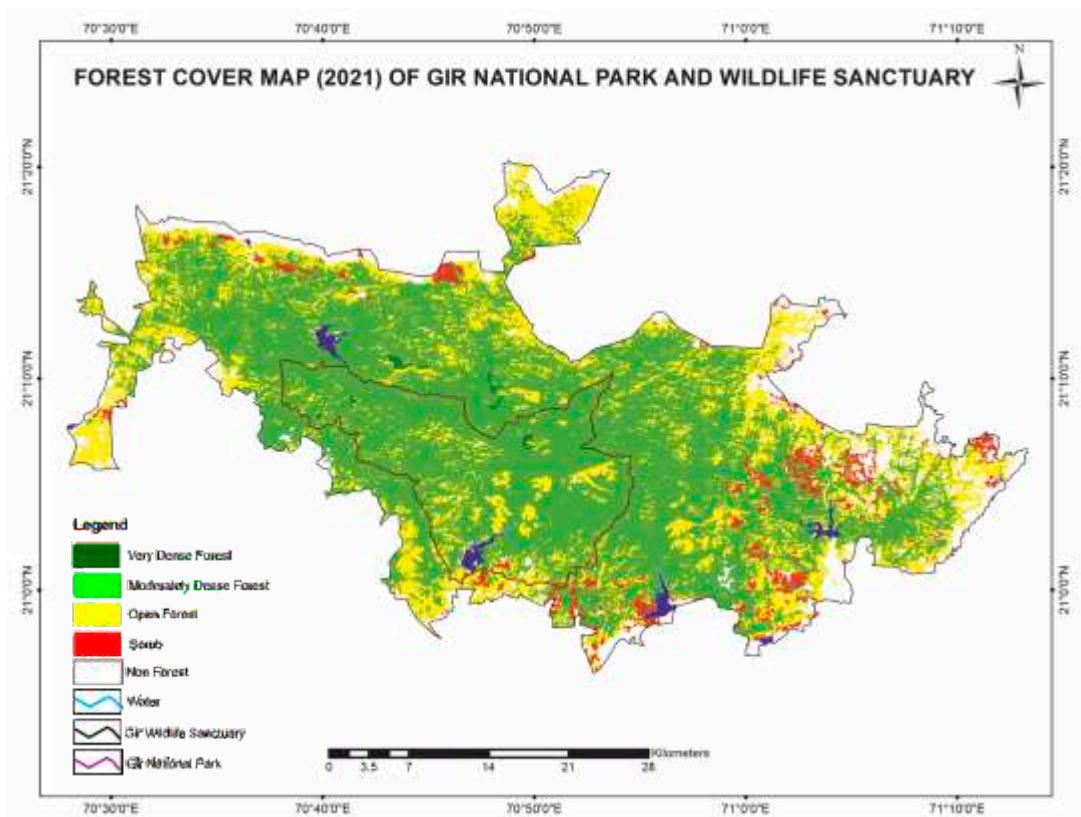 70°30'0"E 70°40'0"E 70°50'0"E 71°0'0"E 71°10'0"E
N
FOREST COVER MAP (2021) OF GIR NATIONAL PARK AND WILDLIFE SANCTUARY
21°20'0"N 21°20'0"N
21°10'0"N 21°10'0"N
21°0'0"N 21°0'0"N
Legend
Very Dense Forest
Moderately Dense Forest
Open Forest
Scrub
Non Forest
Water
Gir Wildlife Sanctuary
Gir National Park
Kilometers
0 3.5 7 14 21 28
70°30'0"E 70°40'0"E 70°50'0"E 71°0'0"E 71°10'0"E